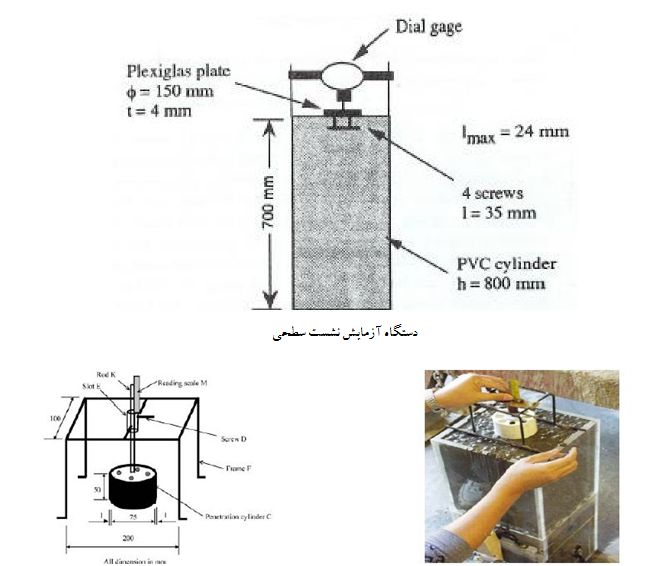 Dial gage
Plexiglas plate
ϕ = 150 mm
t = 4 mm
lmax = 24 mm
700 mm
4 screws
l = 35 mm
PVC cylinder
h = 800 mm
دستگاه آزمایش نشست سطحی
Rod K
Reading scale M
Slot E
100
Screw D
Frame F
50
Penetration cylinder C
1
75
1
200
All dimension in mm